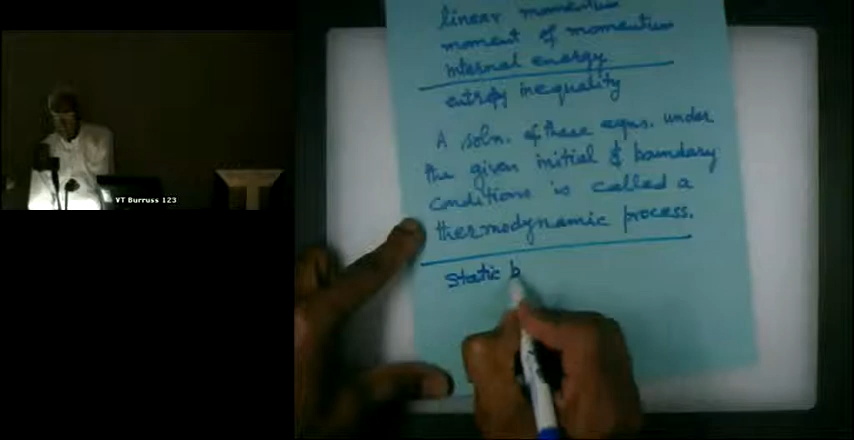 linear momentum
moment of momentum
internal energy
entropy inequality
A soln. of these eqns. under
the given initial & boundary
conditions is called a
thermodynamic process.
Static b
VT Burruss 123